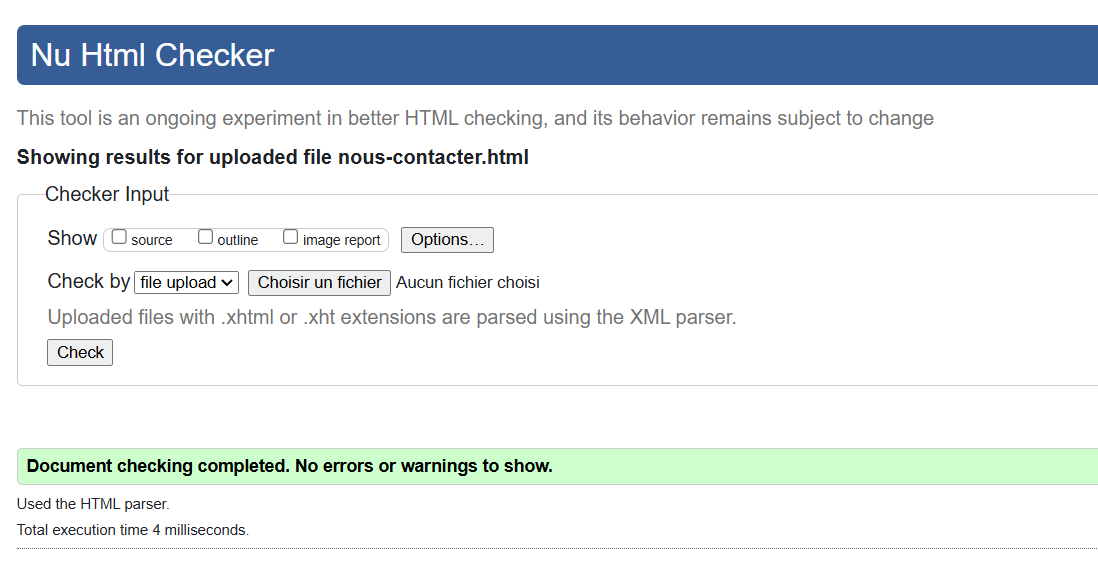 Nu Html Checker
This tool is an ongoing experiment in better HTML checking, and its behavior remains subject to change
Showing results for uploaded file nous-contacter.html
Checker Input
Show source outline image report Options...
Check by file upload Choisir un fichier Aucun fichier choisi
Uploaded files with .xhtml or .xht extensions are parsed using the XML parser.
Check
Document checking completed. No errors or warnings to show.
Used the HTML parser.
Total execution time 4 milliseconds.